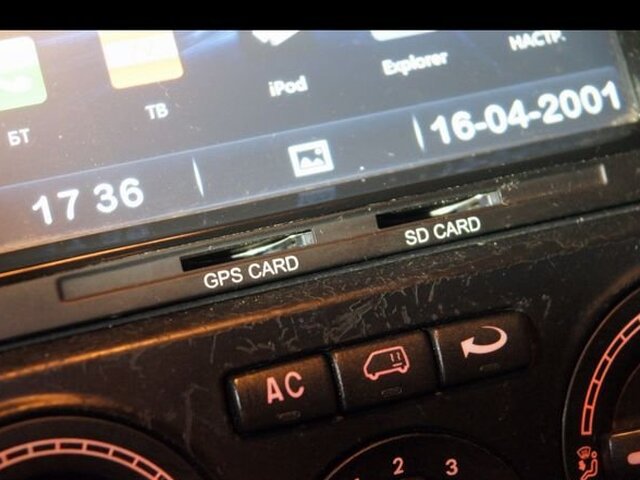 БТ ТВ iPod Explorer НАСТР.
17 36 16-04-2001
GPS CARD SD CARD
AC
2 3